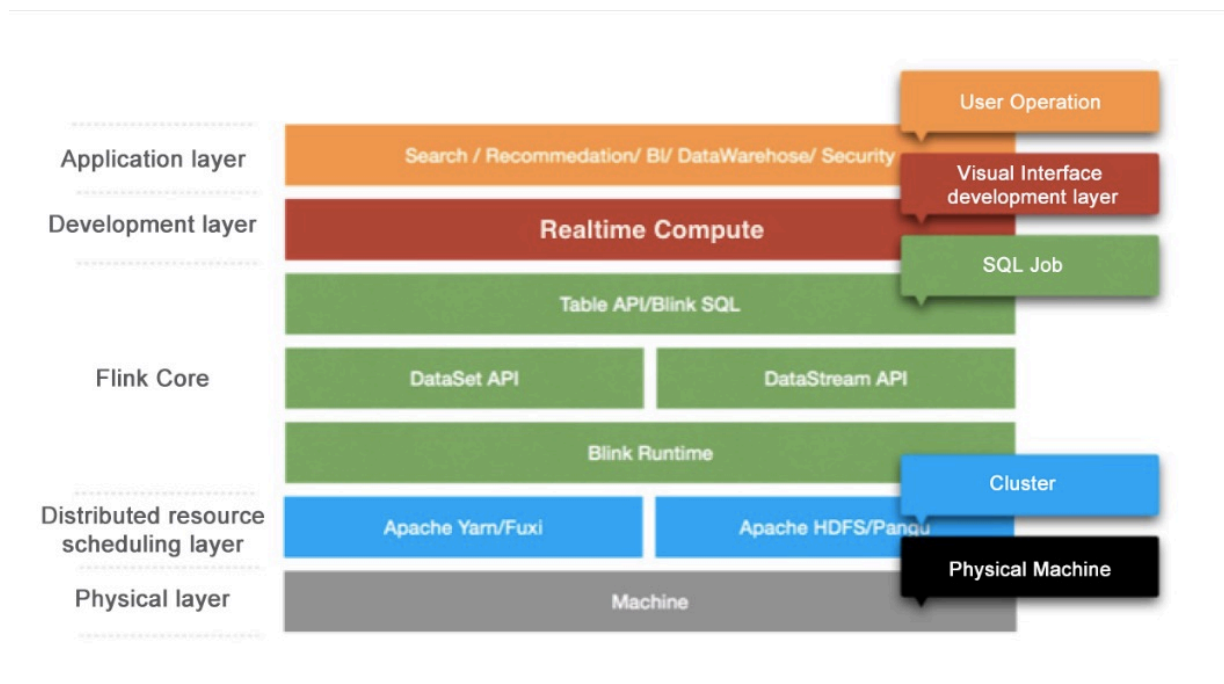 User Operation
Application layer
Search / Recommedation/ BI/ DataWarehose/ Security
Visual Interface
development layer
Development layer
Realtime Compute
SQL Job
Table API/Blink SQL
Flink Core
DataSet API
DataStream API
Blink Runtime
Cluster
Distributed resource
scheduling layer
Apache Yarn/Fuxi
Apache HDFS/Pangu
Physical Machine
Physical layer
Machine